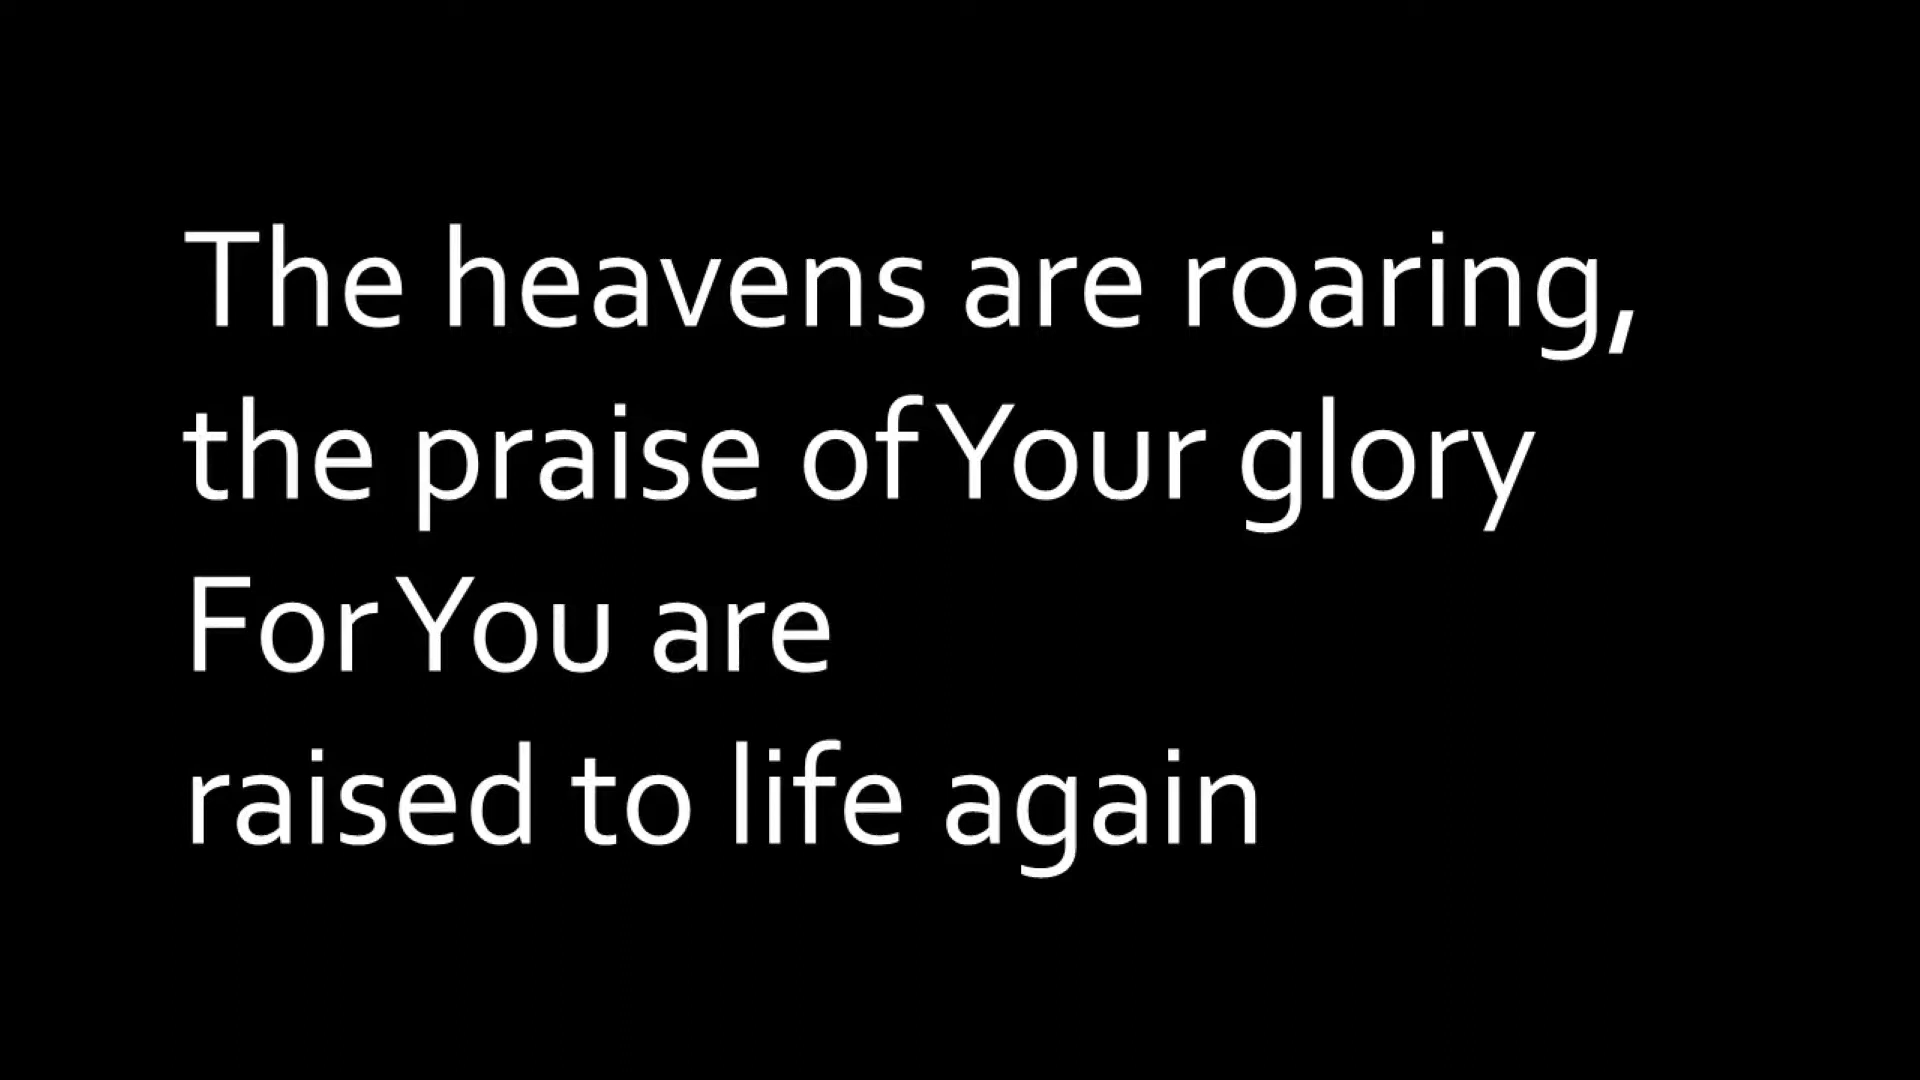 The heavens are roaring,
the praise of Your glory
For You are
raised to life again